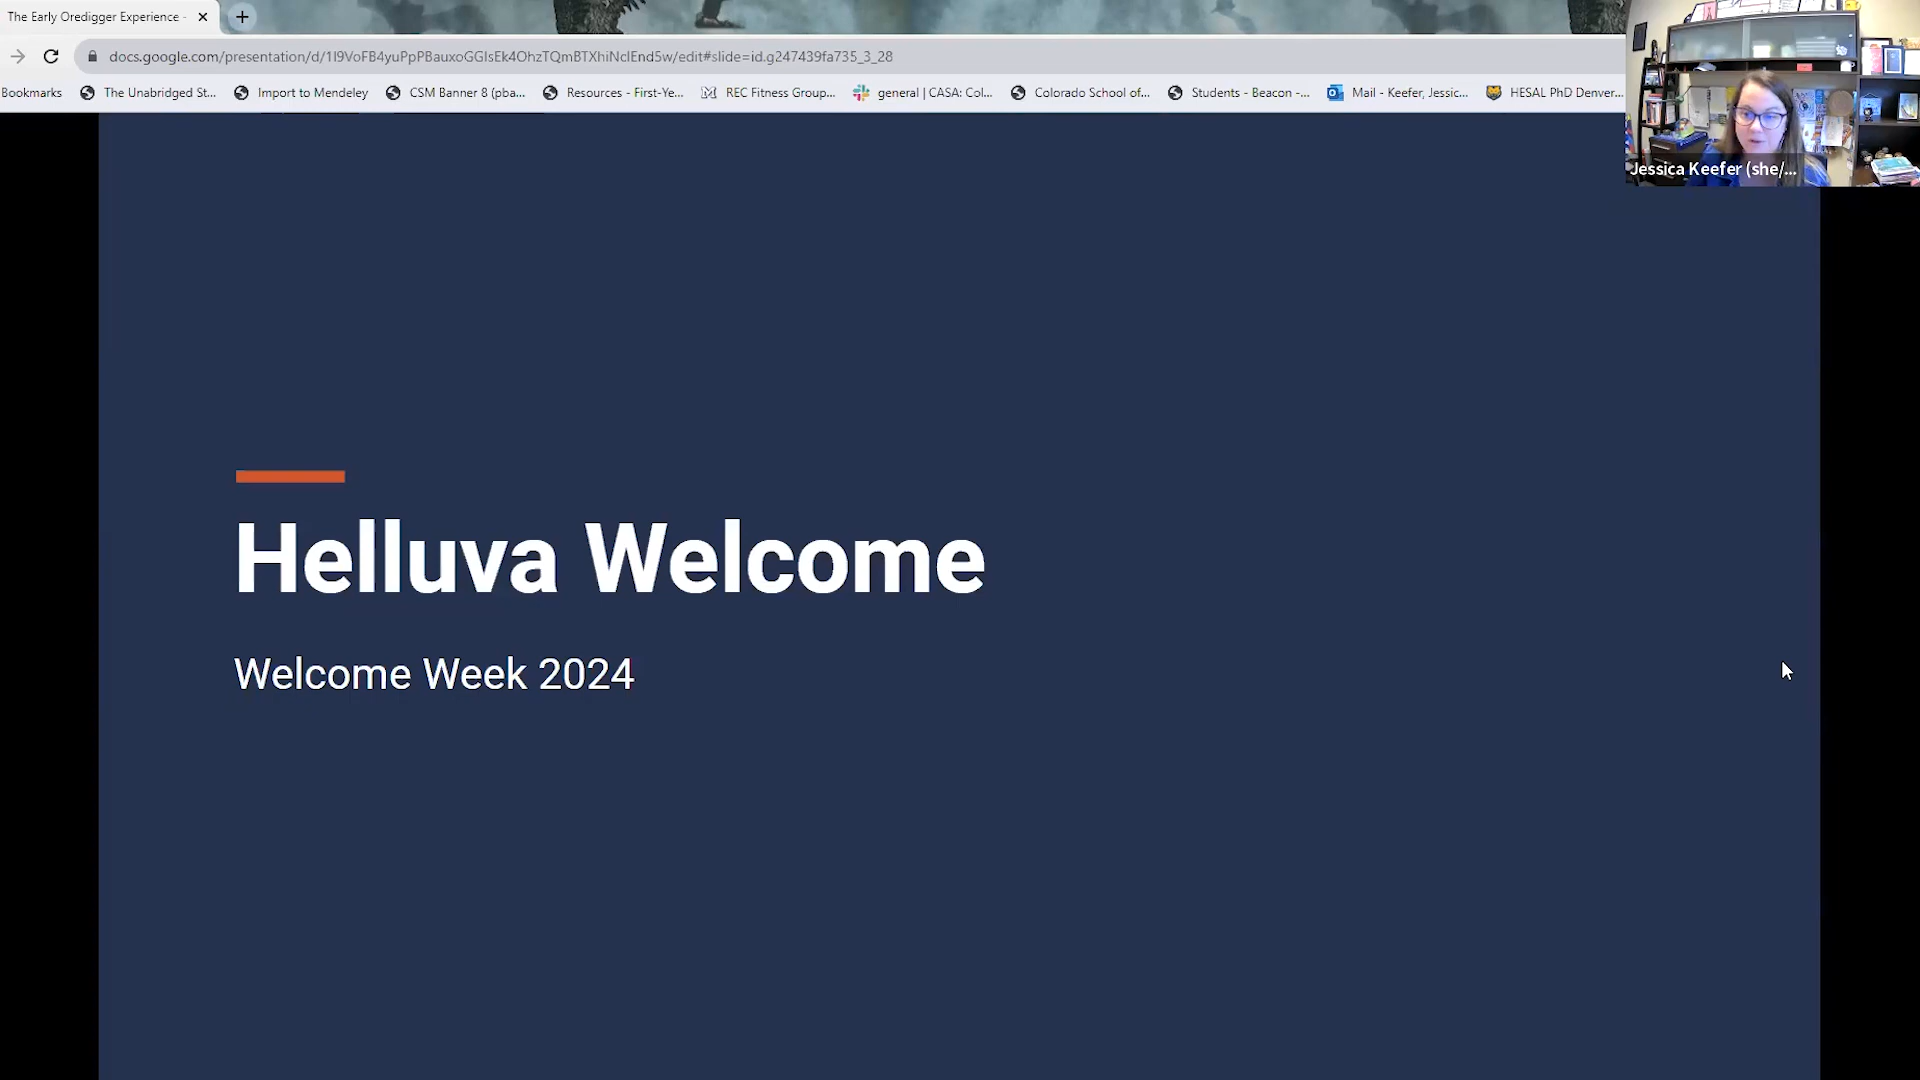 The Early Oredigger Experience -
docs.google.com/presentation/d/1I9VoFB4yuPpPBauxoGGIsEk4OhzTQmBTXhiNclEnd5w/edit#slide=id.g247439fa735_3_28
Bookmarks The Unabridged St... Import to Mendeley CSM Banner 8 (pba... Resources - First-Ye... REC Fitness Group... general | CASA: Col... Colorado School of... Students - Beacon -... Mail - Keefer, Jessic... HESAL PhD Denver...
Jessica Keefer (she/...
Helluva Welcome
Welcome Week 2024